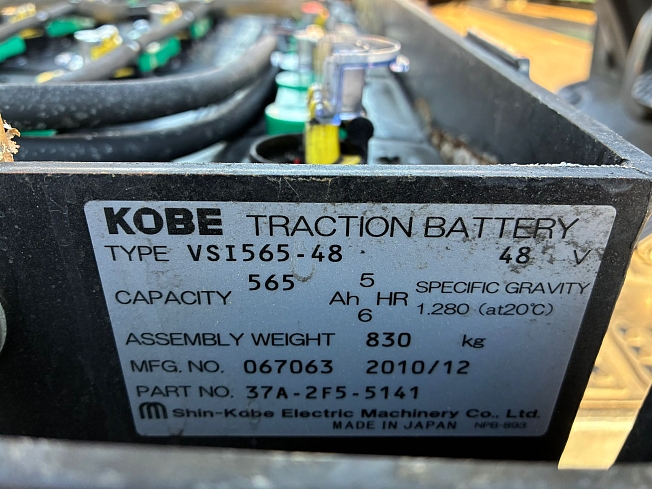 KOBE TRACTION BATTERY
TYPE VSI565-48 48 V
CAPACITY 565 Ah 5 HR SPECIFIC GRAVITY
6 1.280 (at20℃)
ASSEMBLY WEIGHT 830 kg
MFG. NO. 067063 2010/12
PART NO. 37A-2F5-5141
Shin-Kobe Electric Machinery Co., Ltd.
MADE IN JAPAN NPB-893